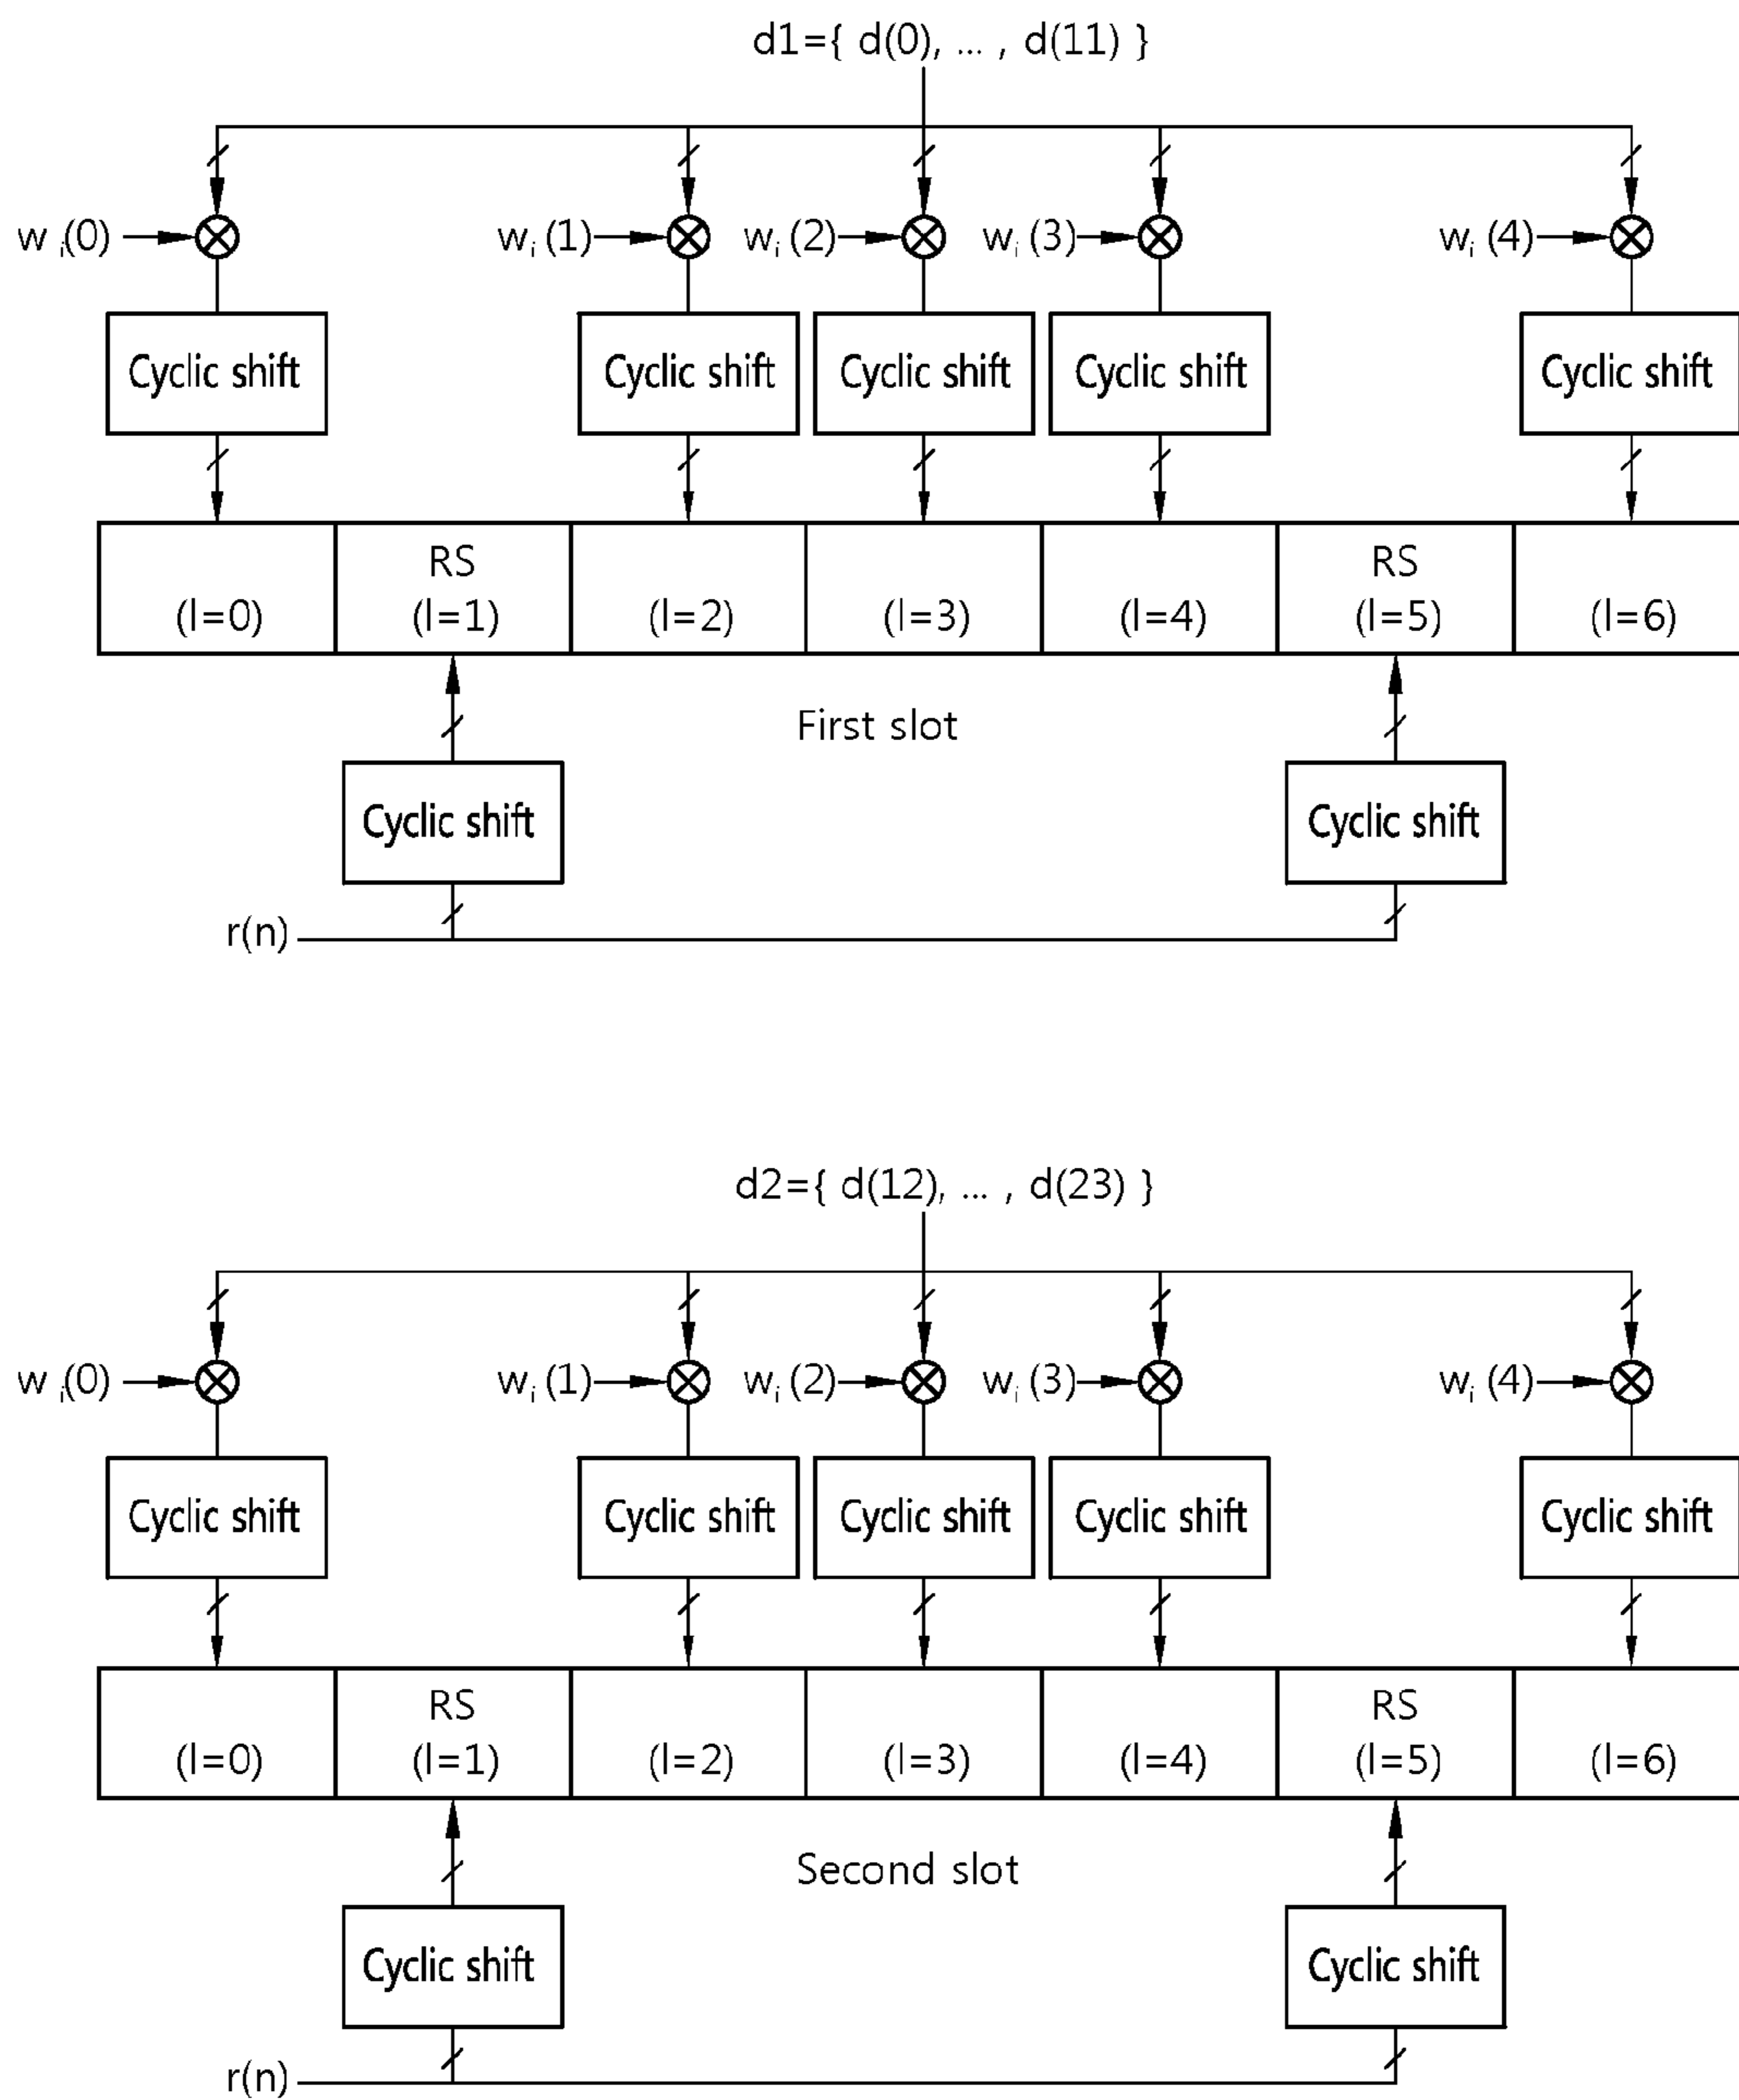 d1={ d(0), ... , d(11) }
w i(0) wi (1) wi (2) wi (3) wi (4)
Cyclic shift Cyclic shift Cyclic shift Cyclic shift Cyclic shift
RS RS
(l=0) (l=1) (l=2) (l=3) (l=4) (l=5) (l=6)
First slot
Cyclic shift Cyclic shift
r(n)
d2={ d(12), ... , d(23) }
w i(0) wi (1) wi (2) wi (3) wi (4)
Cyclic shift Cyclic shift Cyclic shift Cyclic shift Cyclic shift
RS RS
(l=0) (l=1) (l=2) (l=3) (l=4) (l=5) (l=6)
Second slot
Cyclic shift Cyclic shift
r(n)